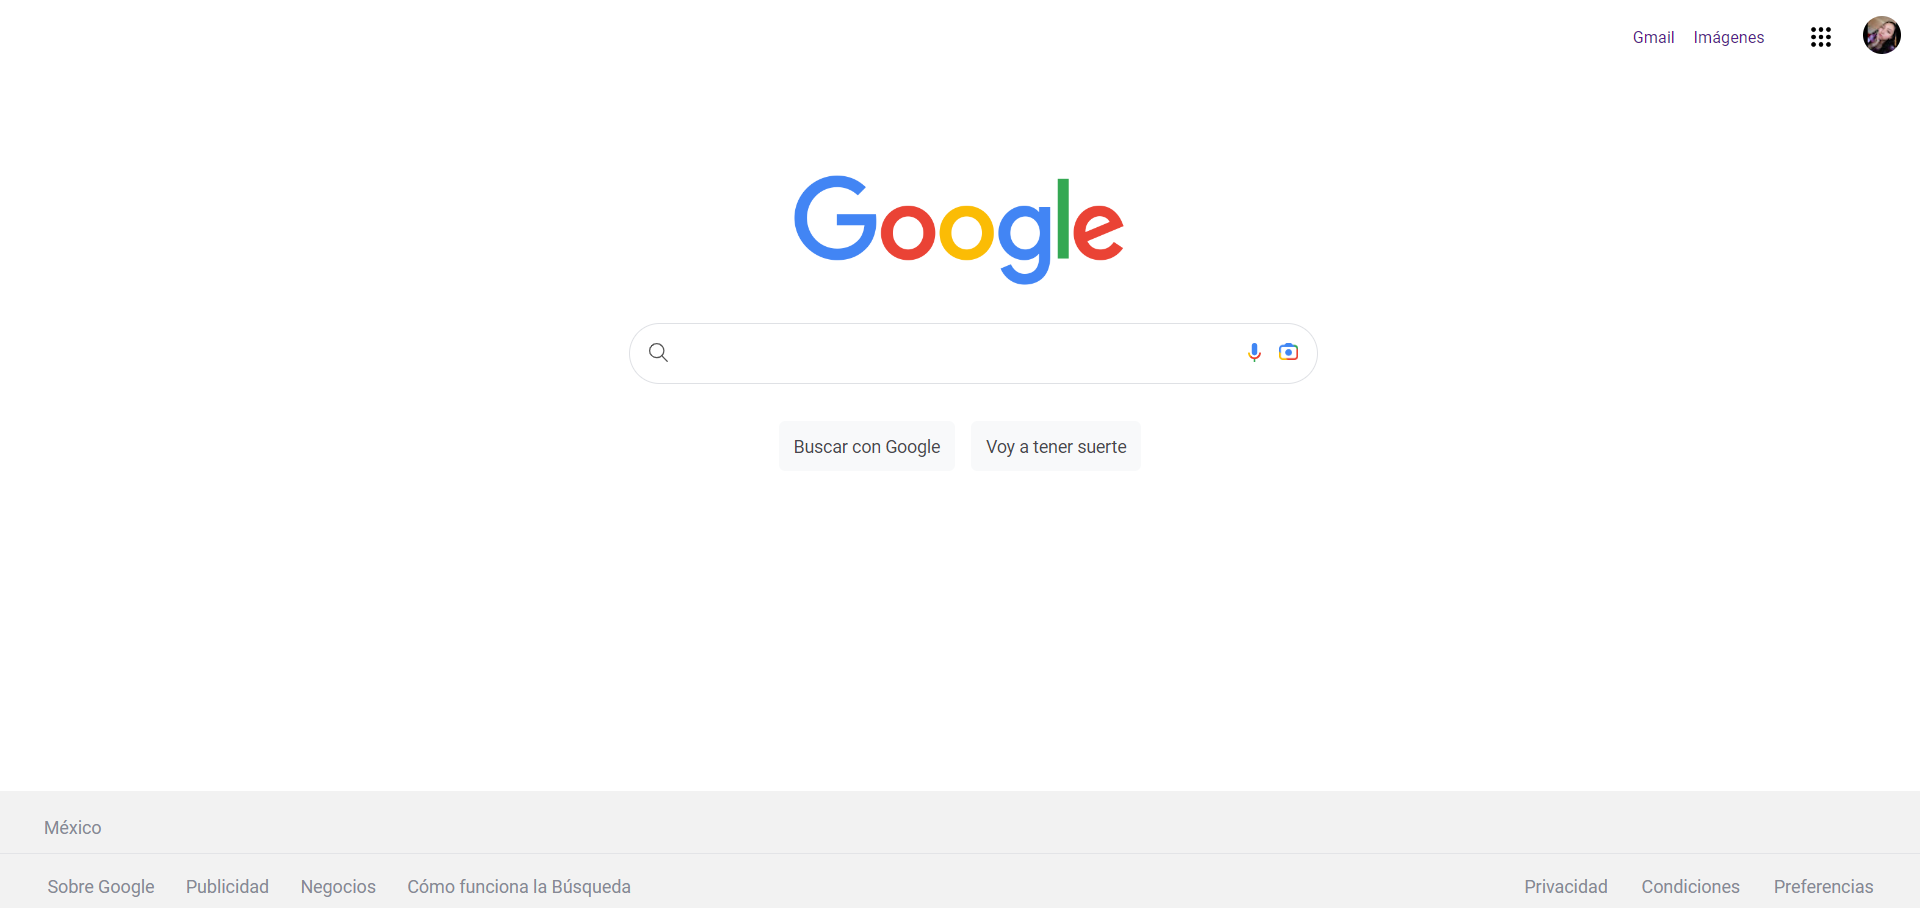 Gmail Imágenes
Google
Buscar con Google Voy a tener suerte
México
Sobre Google Publicidad Negocios Cómo funciona la Búsqueda Privacidad Condiciones Preferencias